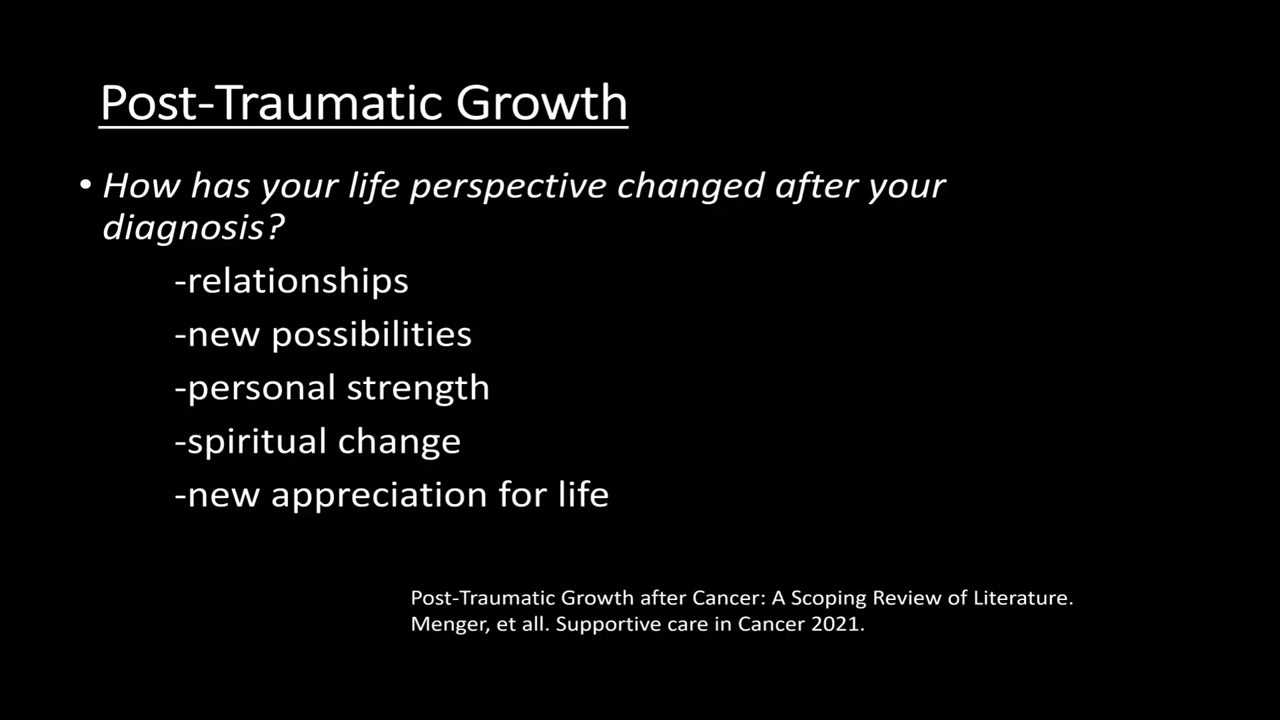 Post-Traumatic Growth
• How has your life perspective changed after your
diagnosis?
-relationships
-new possibilities
-personal strength
-spiritual change
-new appreciation for life
Post-Traumatic Growth after Cancer: A Scoping Review of Literature.
Menger, et all. Supportive care in Cancer 2021.